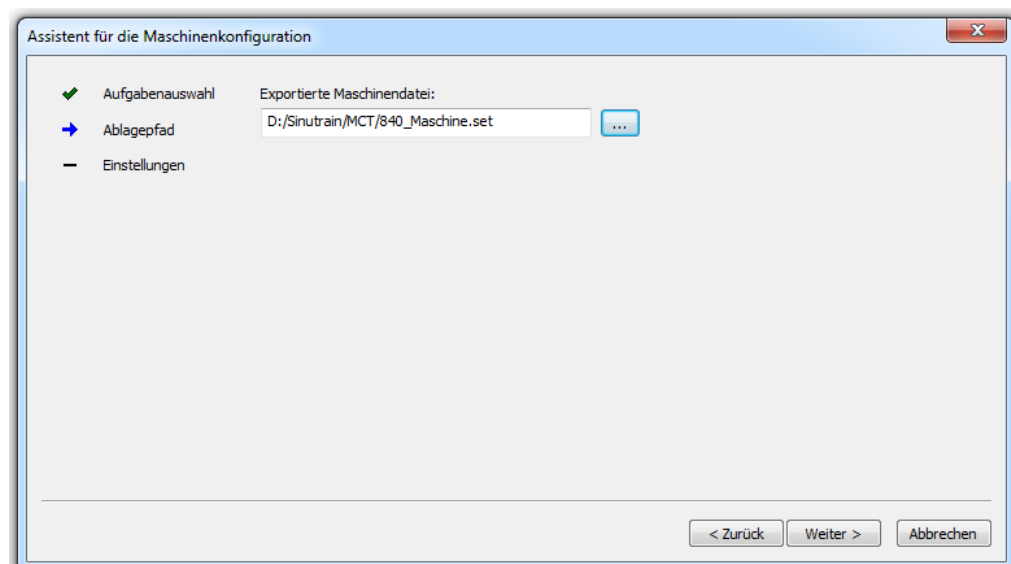 Assistent für die Maschinenkonfiguration
Aufgabenauswahl
Ablagepfad
Einstellungen
Exportierte Maschinendatei:
D:/Sinutrain/MCT/840_Maschine.set
...
< Zurück
Weiter >
Abbrechen